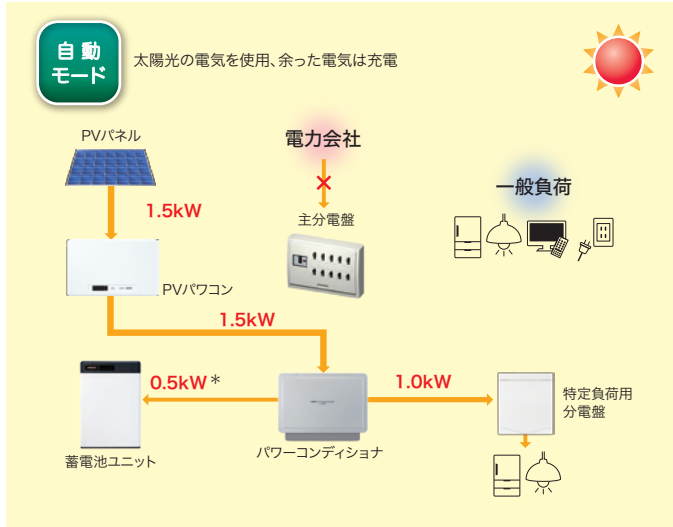 自動
モード
太陽光の電気を使用、余った電気は充電
PVパネル
電力会社
1.5kW
主分電盤
一般負荷
PVパワコン
1.5kW
0.5kW＊
1.0kW
特定負荷用
分電盤
蓄電池ユニット
パワーコンディショナ